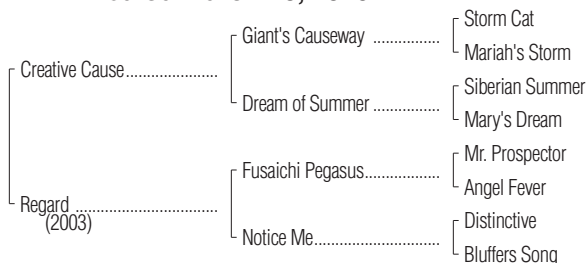 Storm Cat
Giant's Causeway
Mariah's Storm
Creative Cause
Siberian Summer
Dream of Summer
Mary's Dream
Mr. Prospector
Fusaichi Pegasus
Angel Fever
Regard
(2003)
Distinctive
Notice Me
Bluffers Song